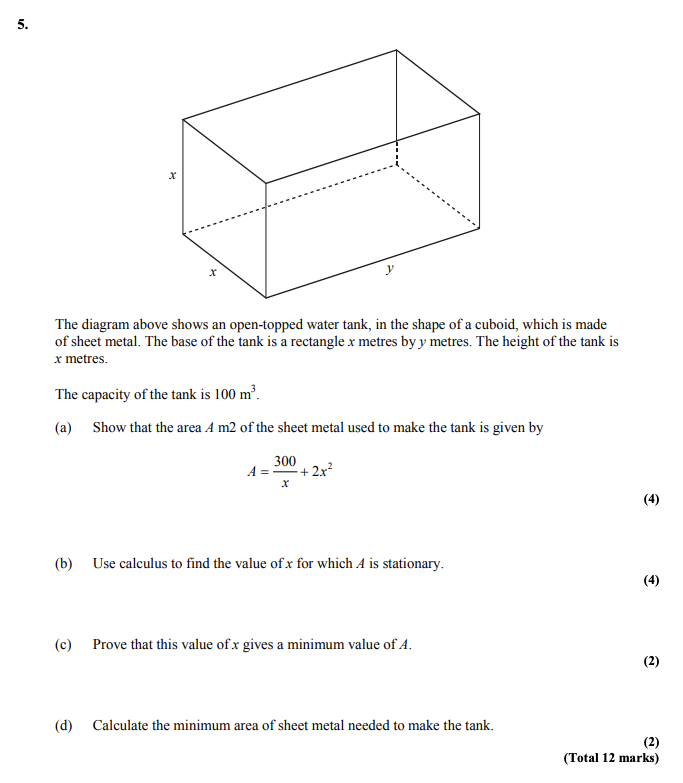 5.
x
x
y
The diagram above shows an open-topped water tank, in the shape of a cuboid, which is made
of sheet metal. The base of the tank is a rectangle x metres by y metres. The height of the tank is
x metres.
The capacity of the tank is 100 m³.
(a) Show that the area A m2 of the sheet metal used to make the tank is given by
A = 300/x + 2x²
(4)
(b) Use calculus to find the value of x for which A is stationary.
(4)
(c) Prove that this value of x gives a minimum value of A.
(2)
(d) Calculate the minimum area of sheet metal needed to make the tank.
(2)
(Total 12 marks)